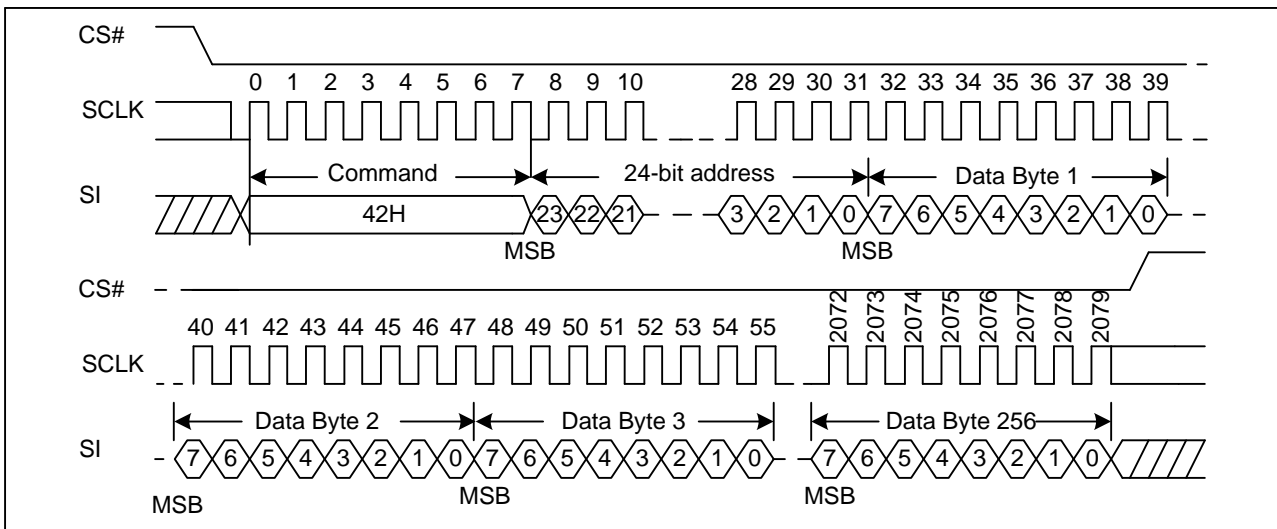 CS#
0 1 2 3 4 5 6 7 8 9 10 28 29 30 31 32 33 34 35 36 37 38 39
SCLK
Command 24-bit address Data Byte 1
SI
42H 23 22 21 3 2 1 0 7 6 5 4 3 2 1 0
MSB MSB
CS#
40 41 42 43 44 45 46 47 48 49 50 51 52 53 54 55 2072 2073 2074 2075 2076 2077 2078 2079
SCLK
Data Byte 2 Data Byte 3 Data Byte 256
SI
7 6 5 4 3 2 1 0 7 6 5 4 3 2 1 0 7 6 5 4 3 2 1 0
MSB MSB MSB